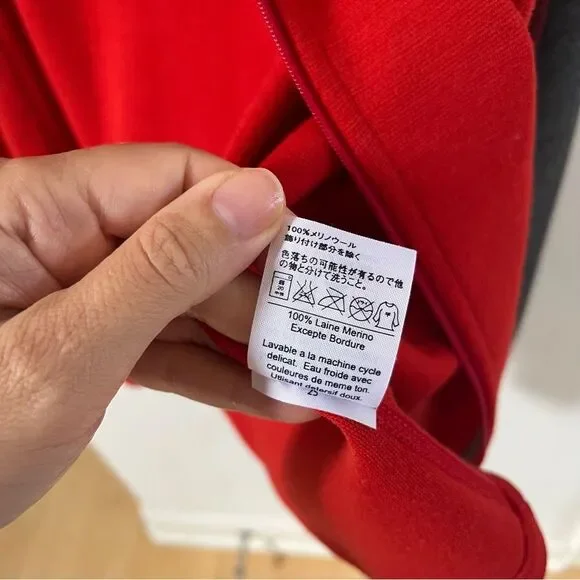 100%メリノウール
飾り付け部分を除く
色落ちの可能性が有るので他
の物と分けて洗うこと。
100% Laine Merino
Excepte Bordure
Lavable a la machine cycle
delicat. Eau froide avec
couleures de meme ton.
Utilisant detersif doux.